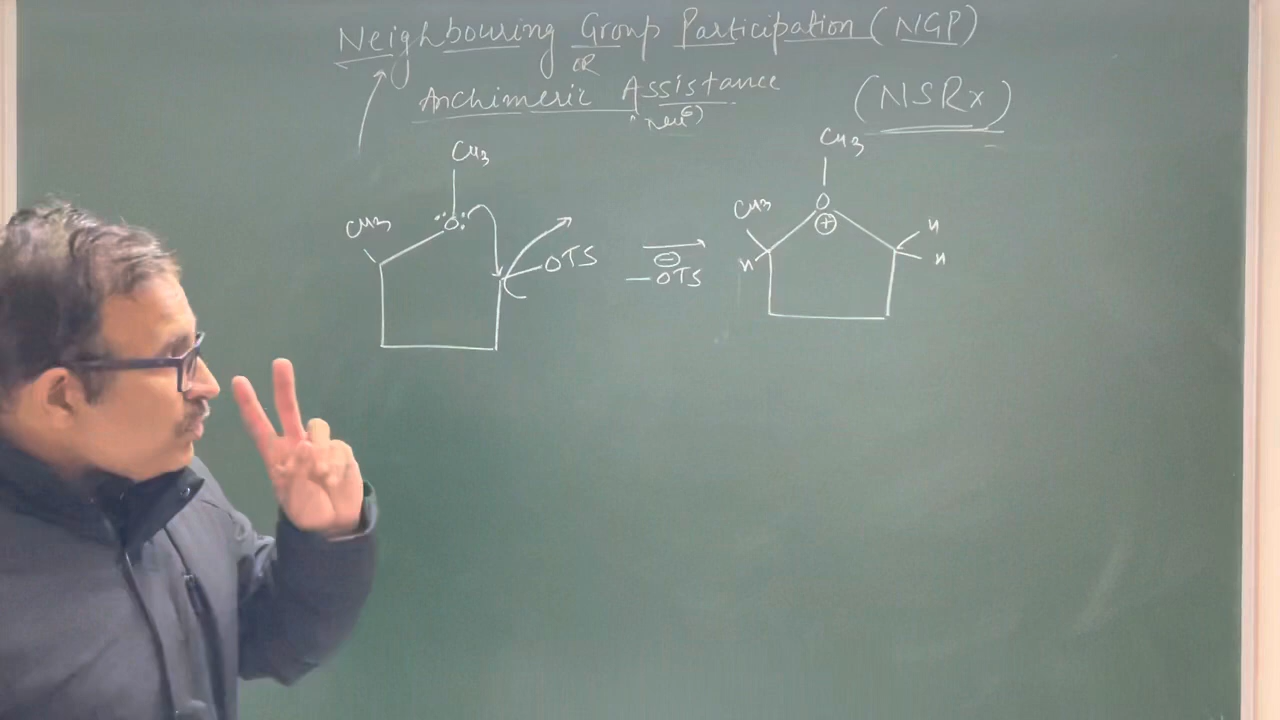 Neighbouring Group Participation (NGP)
OR
Anchimeric Assistance
(NSRx)
CH3
CH3
:O:
OTS
⊖
—OTS
CH3
CH3
O
⊕
H
H
H